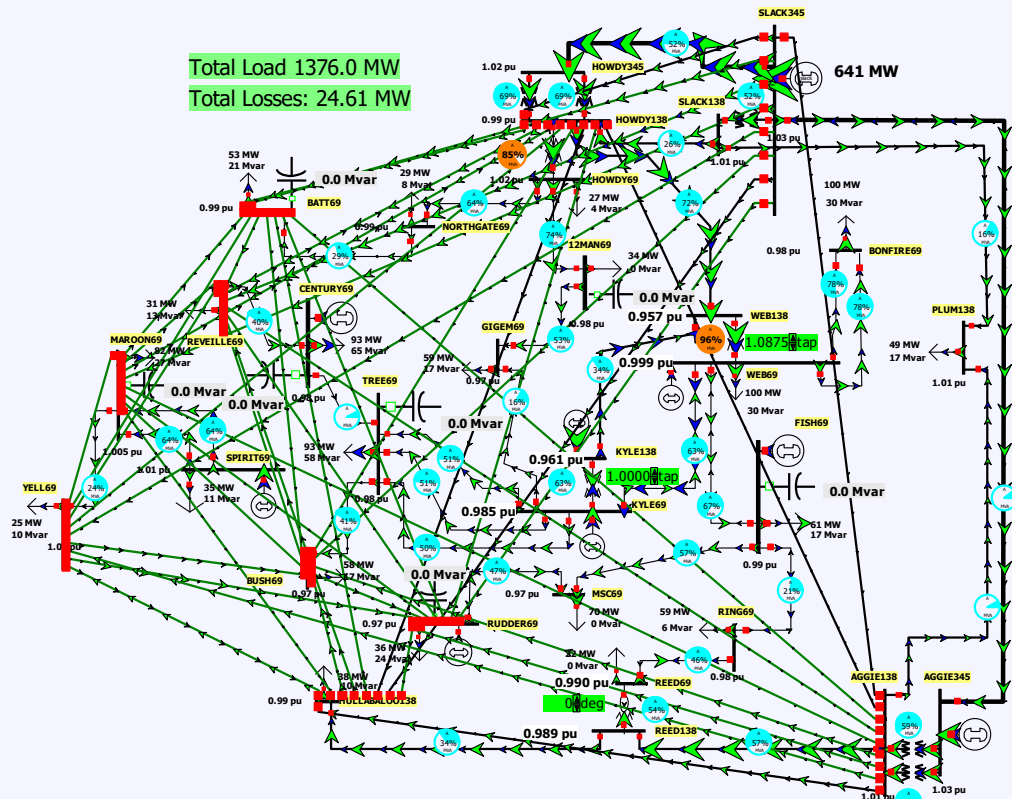 SLACK345
Total Load 1376.0 MW
Total Losses: 24.61 MW
52%
1.02 pu
HOWDY345
641 MW
69%
69%
52%
SLACK138
0.99 pu
HOWDY138
1.03 pu
26%
1.01 pu
85%
53 MW
21 Mvar
0.0 Mvar
29 MW
8 Mvar
1.02 pu
HOWDY69
BATT69
0.99 pu
64%
27 MW
4 Mvar
72%
100 MW
30 Mvar
0.99 pu
NORTHGATE69
74%
12MAN69
16%
29%
34 MW
0 Mvar
0.98 pu
BONFIRE69
CENTURY69
78%
78%
31 MW
13 Mvar
0.0 Mvar
0.957 pu
WEB138
PLUM138
REVEILLE69
40%
GIGEM69
0.98 pu
MAROON69
82 MW
27 Mvar
93 MW
65 Mvar
53%
96%
1.0875 tap
49 MW
17 Mvar
59 MW
17 Mvar
34%
0.999 pu
WEB69
0.0 Mvar
0.98 pu
TREE69
0.97 pu
1.01 pu
0.0 Mvar
16%
100 MW
30 Mvar
0.0 Mvar
FISH69
64%
64%
1.005 pu
93 MW
58 Mvar
51%
KYLE138
63%
SPIRIT69
1.01 pu
0.961 pu
YELL69
24%
35 MW
11 Mvar
0.98 pu
51%
63%
1.0000 tap
0.0 Mvar
25 MW
10 Mvar
0.985 pu
KYLE69
67%
41%
61 MW
17 Mvar
50%
57%
58 MW
17 Mvar
0.0 Mvar
47%
0.99 pu
BUSH69
0.97 pu
0.97 pu
MSC69
21%
70 MW
0 Mvar
59 MW
6 Mvar
RING69
0.97 pu
RUDDER69
36 MW
24 Mvar
0 Mvar
46%
38 MW
10 Mvar
0.990 pu
REED69
0.98 pu
AGGIE138
AGGIE345
0.99 pu
HULLABALOO138
0 deg
54%
59%
0.989 pu
REED138
34%
57%
1.01 pu
1.03 pu